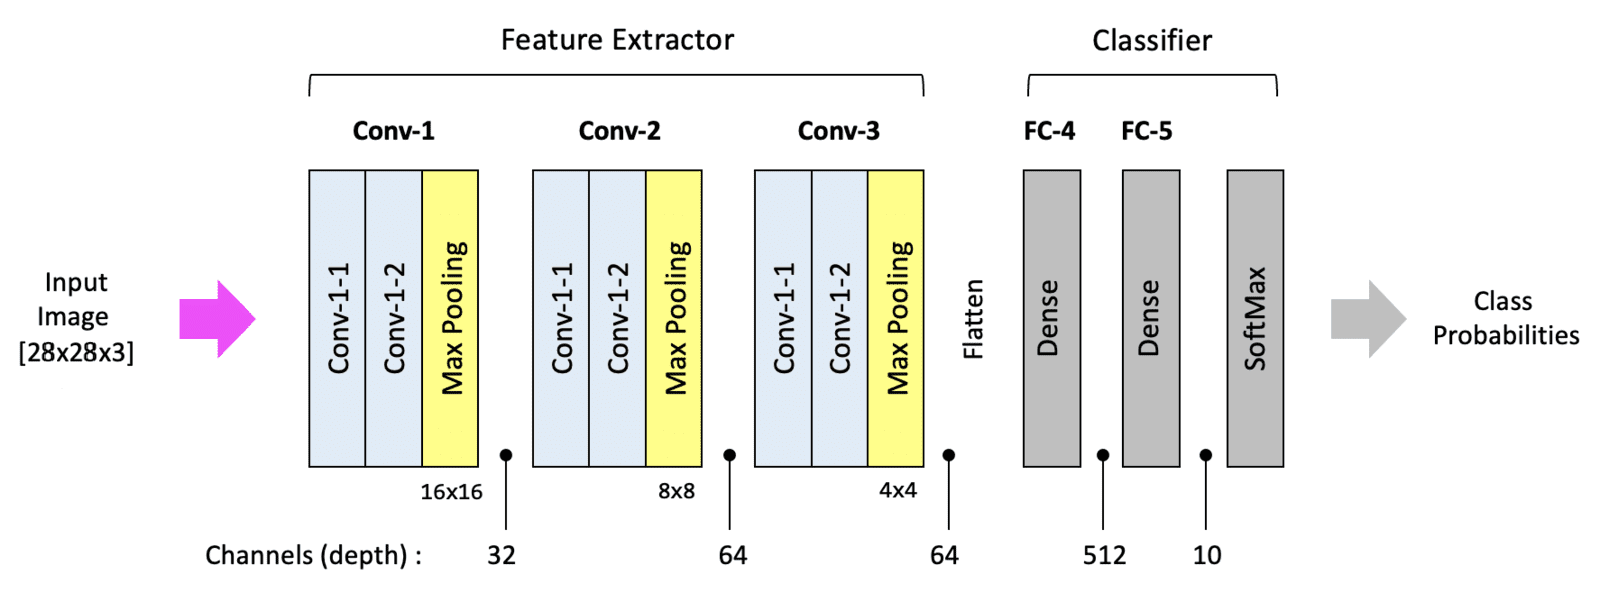 Feature Extractor
Classifier
Conv-1
Conv-2
Conv-3
FC-4
FC-5
Input
Image
[28x28x3]
Conv-1-1
Conv-1-2
Max Pooling
Conv-1-1
Conv-1-2
Max Pooling
Conv-1-1
Conv-1-2
Max Pooling
Flatten
Dense
Dense
SoftMax
Class
Probabilities
16x16
8x8
4x4
Channels (depth) :
32
64
64
512
10